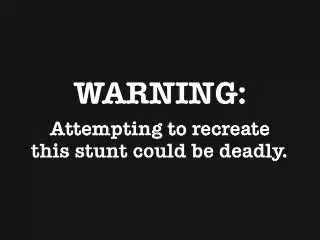 WARNING:
Attempting to recreate
this stunt could be deadly.